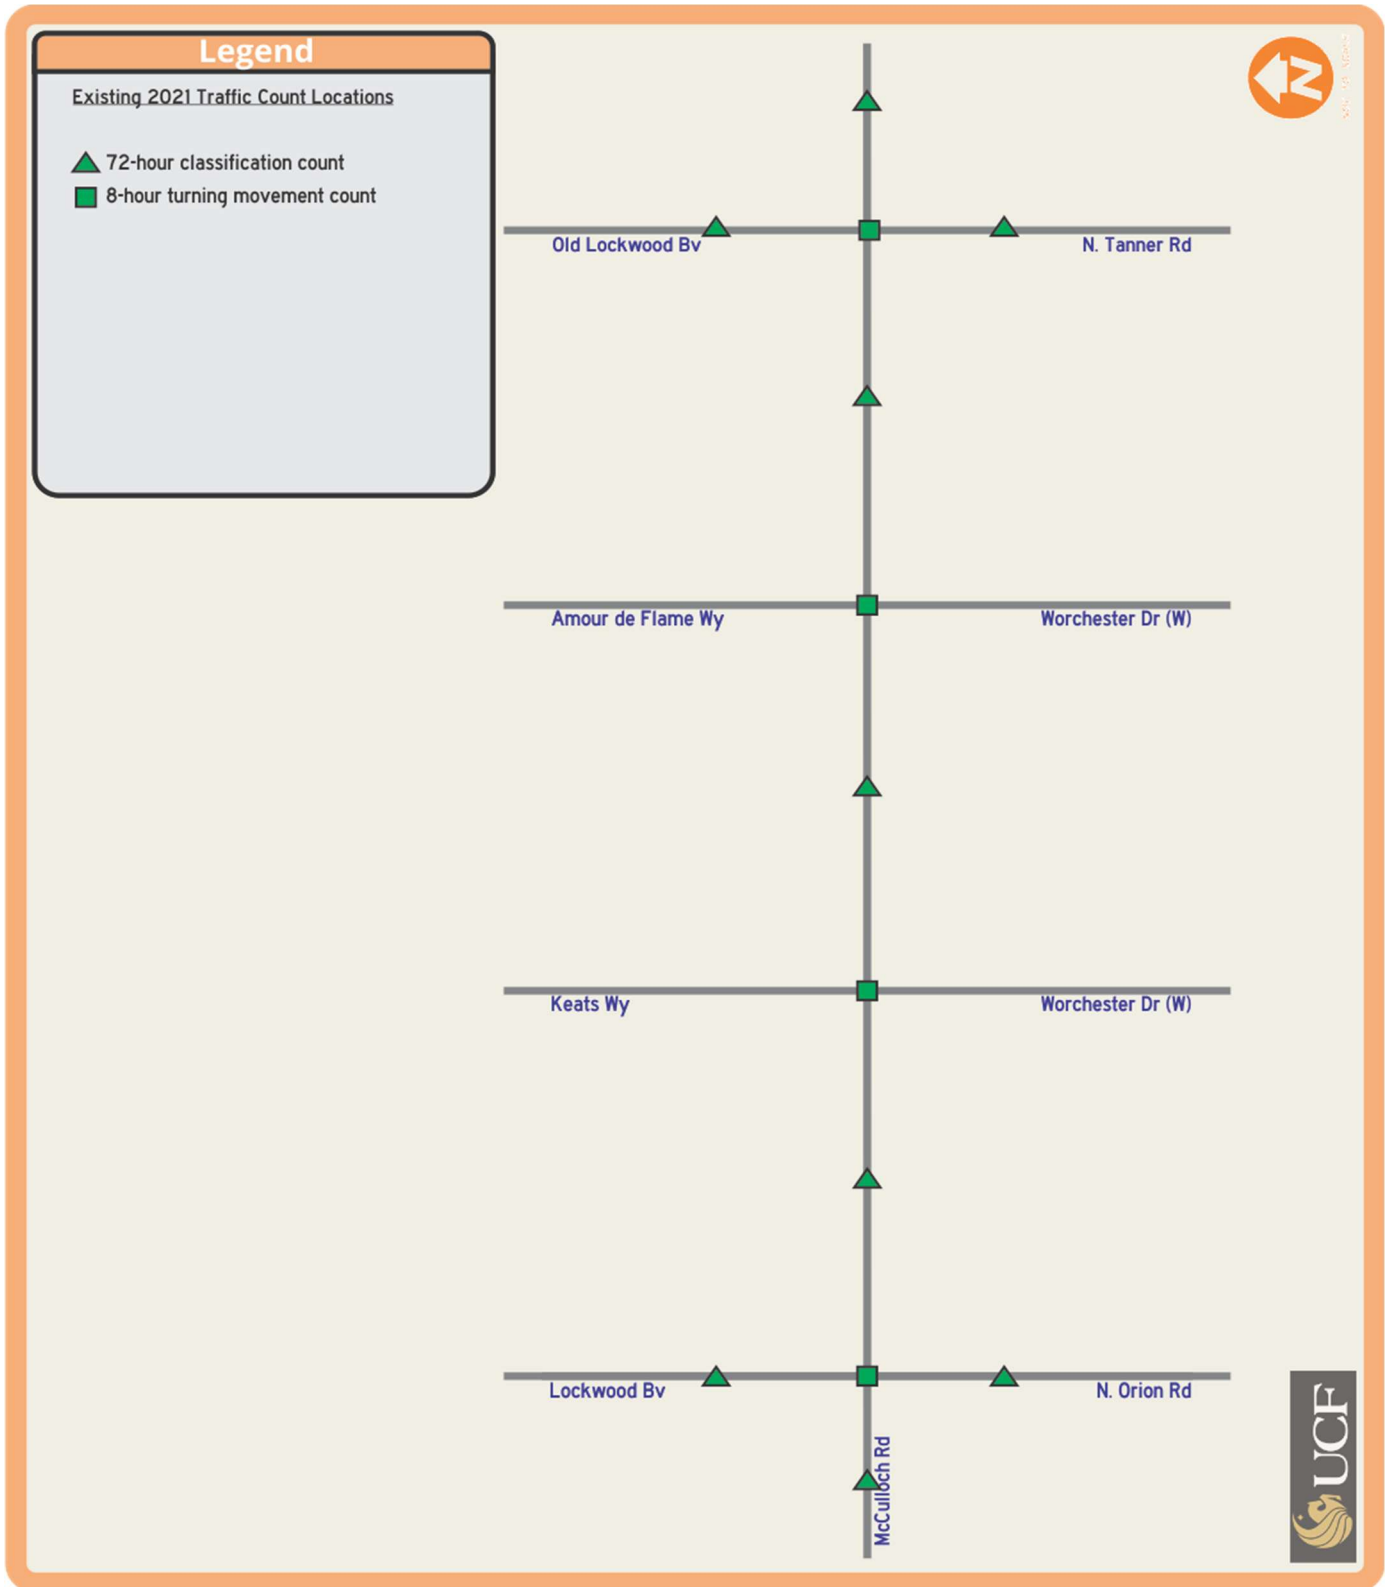 Legend
Existing 2021 Traffic Count Locations
72-hour classification count
8-hour turning movement count
N
Old Lockwood Bv
N. Tanner Rd
Amour de Flame Wy
Worchester Dr (W)
Keats Wy
Worchester Dr (W)
Lockwood Bv
N. Orion Rd
McCulloch Rd
UCF